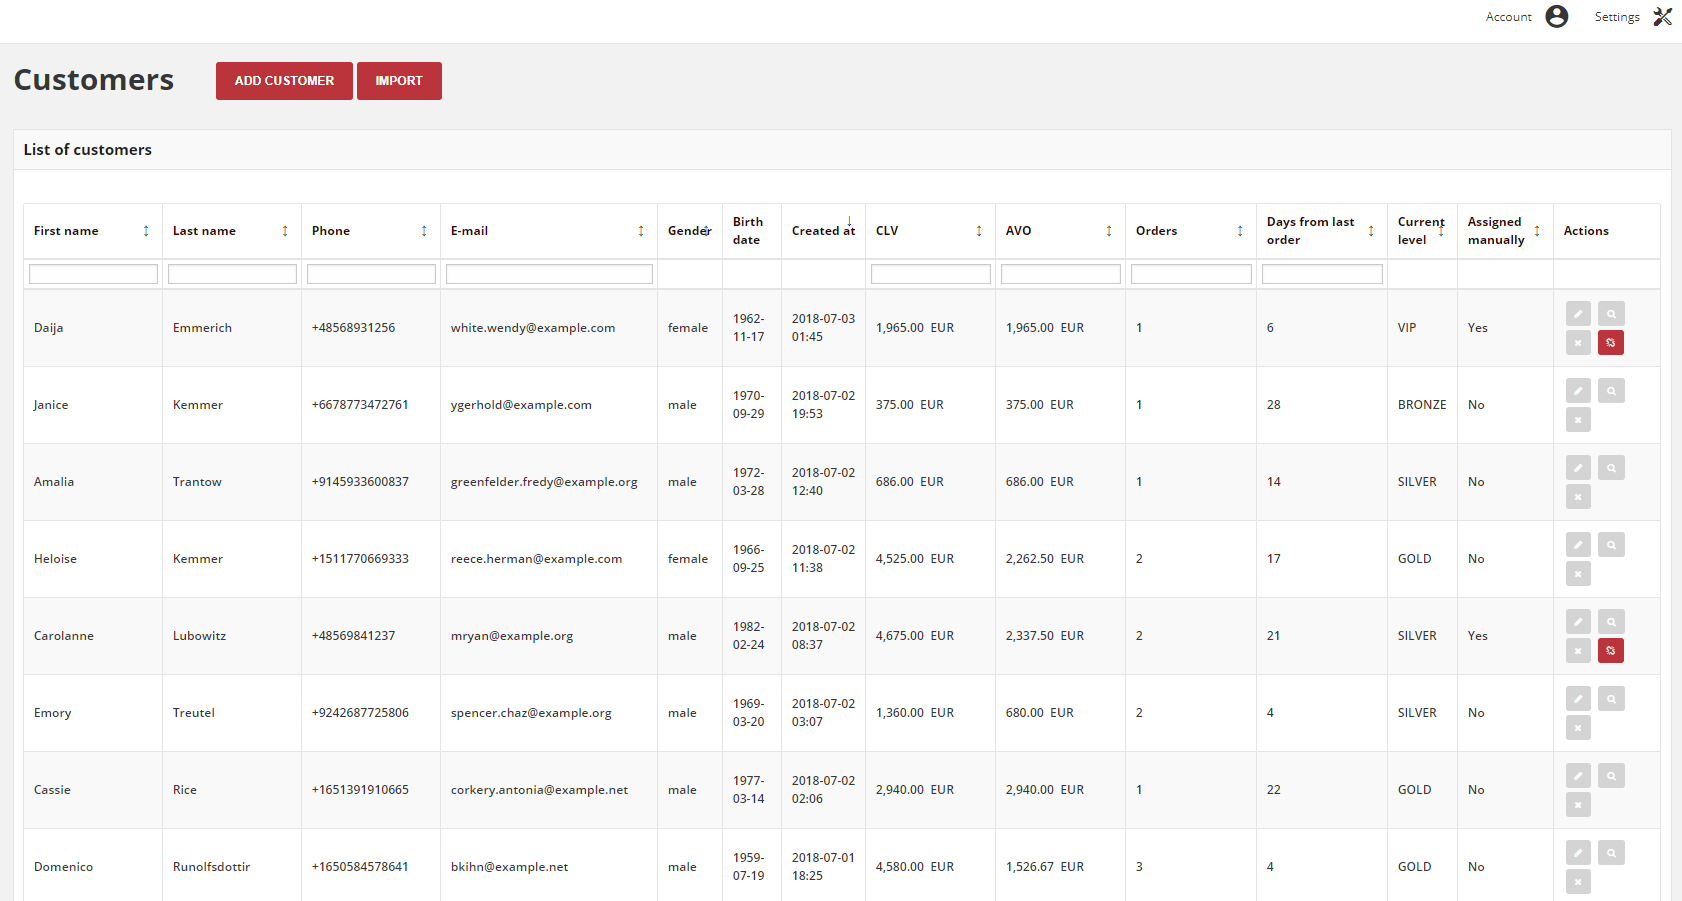 Account Settings
Customers ADD CUSTOMER IMPORT
List of customers
First name Last name Phone E-mail Gender Birth date Created at CLV AVO Orders Days from last order Current level Assigned manually Actions
Daija Emmerich +48568931256 white.wendy@example.com female 1962-11-17 2018-07-03 01:45 1,965.00 EUR 1,965.00 EUR 1 6 VIP Yes
Janice Kemmer +6678773472761 ygerhold@example.com male 1970-09-29 2018-07-02 19:53 375.00 EUR 375.00 EUR 1 28 BRONZE No
Amalia Trantow +9145933600837 greenfelder.fredy@example.org male 1972-03-28 2018-07-02 12:40 686.00 EUR 686.00 EUR 1 14 SILVER No
Heloise Kemmer +1511770669333 reece.herman@example.com female 1966-09-25 2018-07-02 11:38 4,525.00 EUR 2,262.50 EUR 2 17 GOLD No
Carolanne Lubowitz +48569841237 mryan@example.org male 1982-02-24 2018-07-02 08:37 4,675.00 EUR 2,337.50 EUR 2 21 SILVER Yes
Emory Treutel +9242687725806 spencer.chaz@example.org male 1969-03-20 2018-07-02 03:07 1,360.00 EUR 680.00 EUR 2 4 SILVER No
Cassie Rice +1651391910665 corkery.antonia@example.net male 1977-03-14 2018-07-02 02:06 2,940.00 EUR 2,940.00 EUR 1 22 GOLD No
Domenico Runolfsdottir +1650584578641 bkihn@example.net male 1959-07-19 2018-07-01 18:25 4,580.00 EUR 1,526.67 EUR 3 4 GOLD No